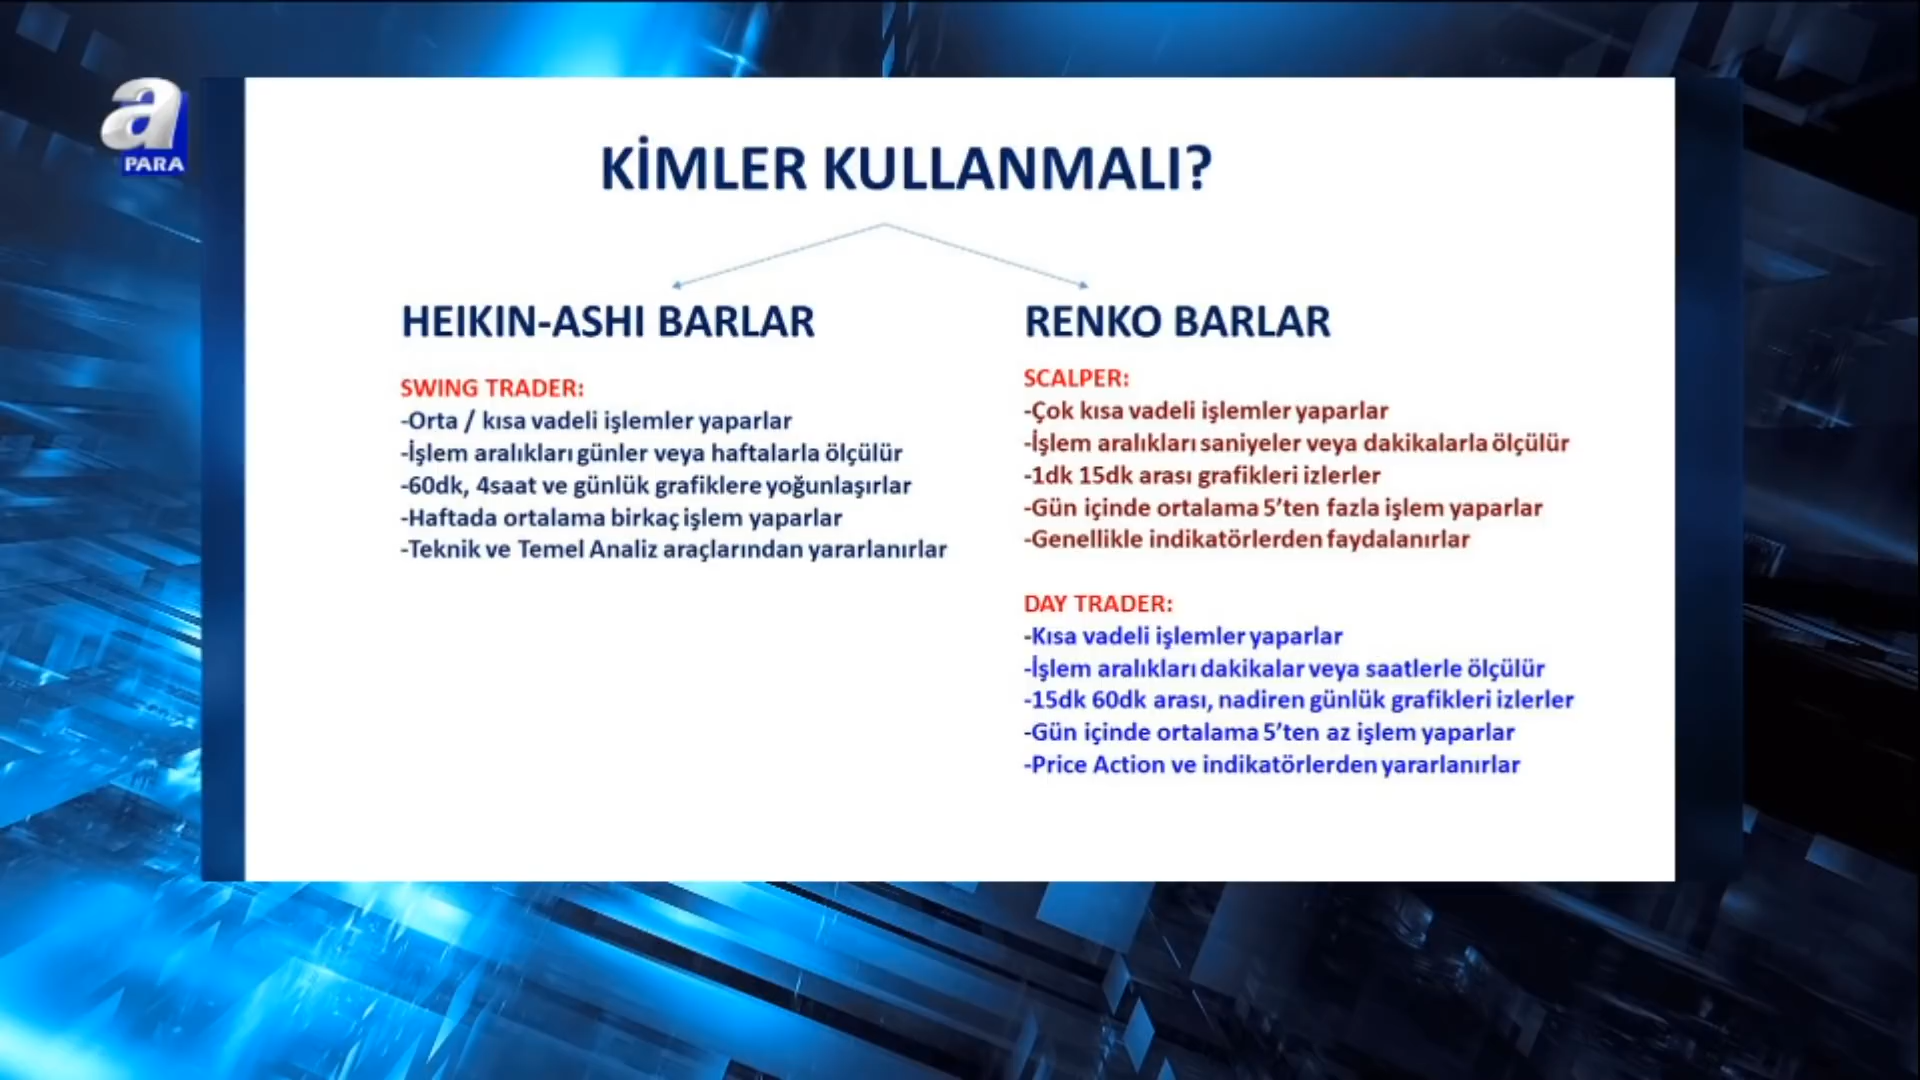 a
PARA
KİMLER KULLANMALI?
HEIKIN-ASHI BARLAR
SWING TRADER:
-Orta / kısa vadeli işlemler yaparlar
-İşlem aralıkları günler veya haftalarla ölçülür
-60dk, 4saat ve günlük grafiklere yoğunlaşırlar
-Haftada ortalama birkaç işlem yaparlar
-Teknik ve Temel Analiz araçlarından yararlanırlar
RENKO BARLAR
SCALPER:
-Çok kısa vadeli işlemler yaparlar
-İşlem aralıkları saniyeler veya dakikalarla ölçülür
-1dk 15dk arası grafikleri izlerler
-Gün içinde ortalama 5’ten fazla işlem yaparlar
-Genellikle indikatörlerden faydalanırlar
DAY TRADER:
-Kısa vadeli işlemler yaparlar
-İşlem aralıkları dakikalar veya saatlerle ölçülür
-15dk 60dk arası, nadiren günlük grafikleri izlerler
-Gün içinde ortalama 5’ten az işlem yaparlar
-Price Action ve indikatörlerden yararlanırlar